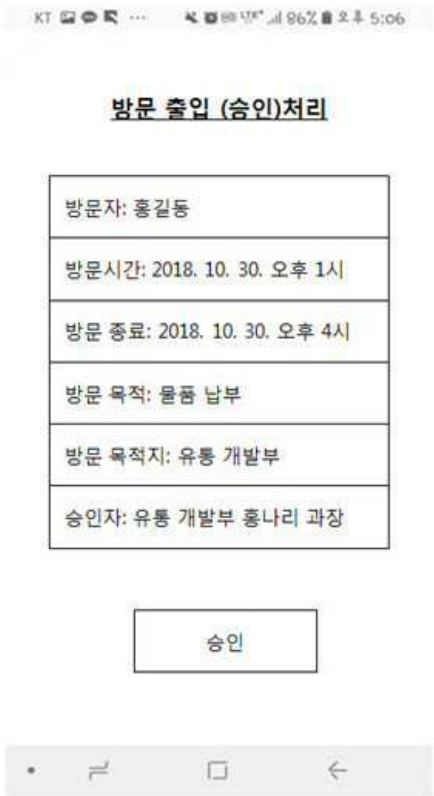 KT ... LTE+ 96% 오후 5:06
방문 출입 (승인)처리
방문자: 홍길동
방문시간: 2018. 10. 30. 오후 1시
방문 종료: 2018. 10. 30. 오후 4시
방문 목적: 물품 납부
방문 목적지: 유통 개발부
승인자: 유통 개발부 홍나리 과장
승인